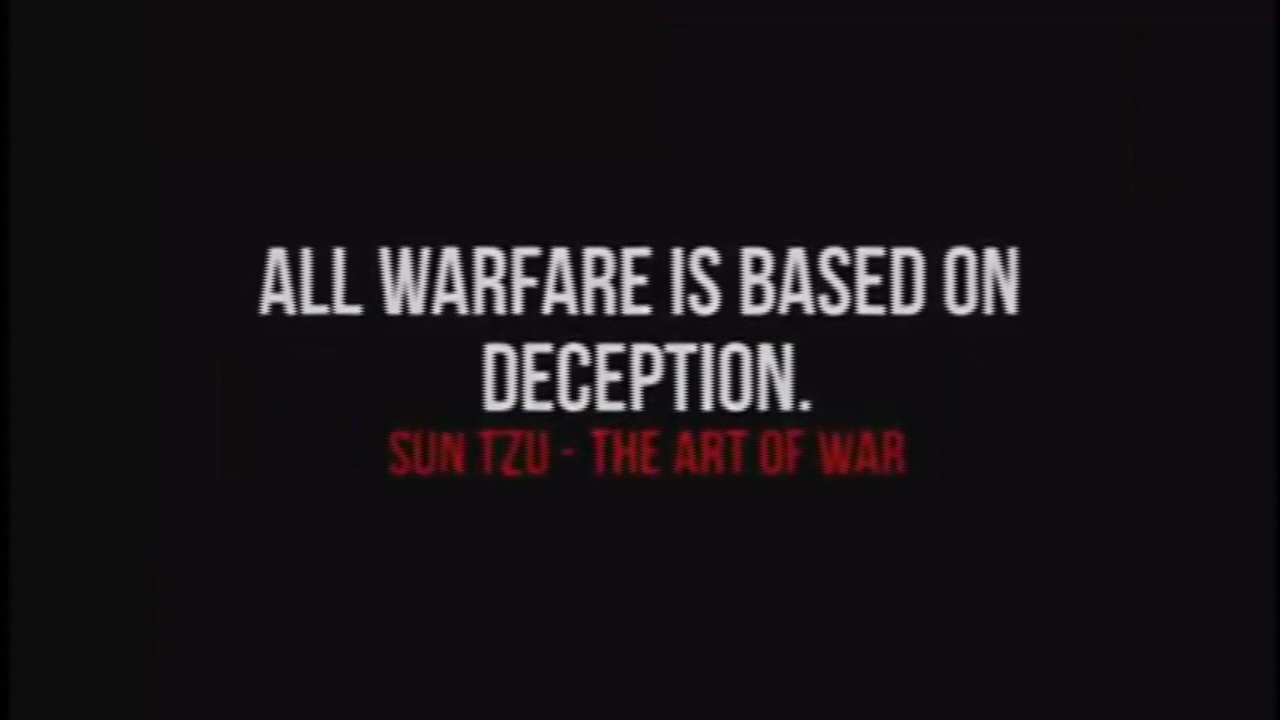 ALL WARFARE IS BASED ON
DECEPTION.
SUN TZU - THE ART OF WAR